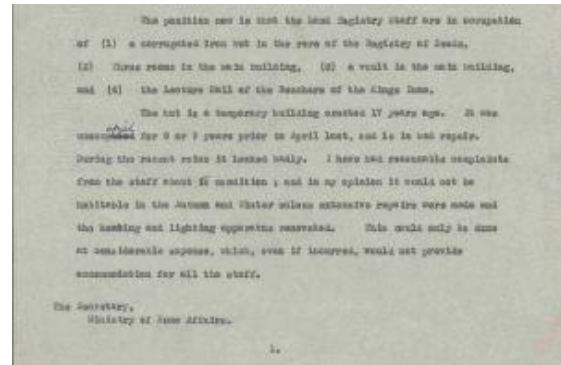 The position now is that the Land Registry Staff are in occupation
of (1) a corrugated iron hut in the rere of the Registry of Deeds,
(2) Three rooms in the main building, (3) a vault in the main building,
and (4) the Lecture Hall of the Benchers of the Kings Inns.
The hut is a temporary building erected 17 years ago. It was
unoccupied for 8 or 9 years prior to April last, and is in bad repair.
During the recent rains it leaked badly. I have had reasonable complaints
from the staff about its condition ; and in my opinion it would not be
habitable in the Autumn and Winter unless extensive repairs were made and
the heating and lighting apparatus renovated. This could only be done
at considerable expense, which, even if incurred, would not provide
accommodation for all the staff.
The Secretary,
Ministry of Home Affairs.
1.